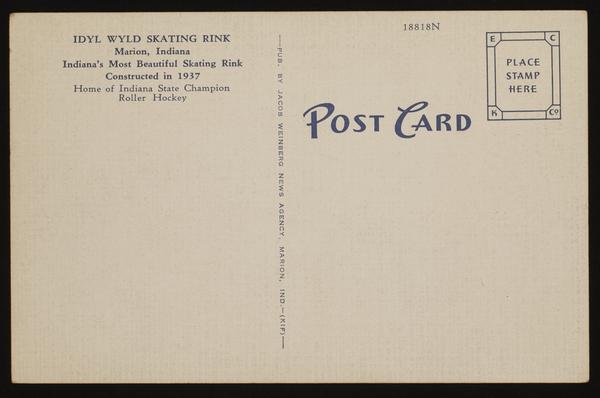 IDYL WYLD SKATING RINK
Marion, Indiana
Indiana's Most Beautiful Skating Rink
Constructed in 1937
Home of Indiana State Champion
Roller Hockey
—PUB. BY JACOB WEINBERG NEWS AGENCY, MARION, IND.—(KIF)—
18818N
POST CARD
E C
PLACE
STAMP
HERE
K Co